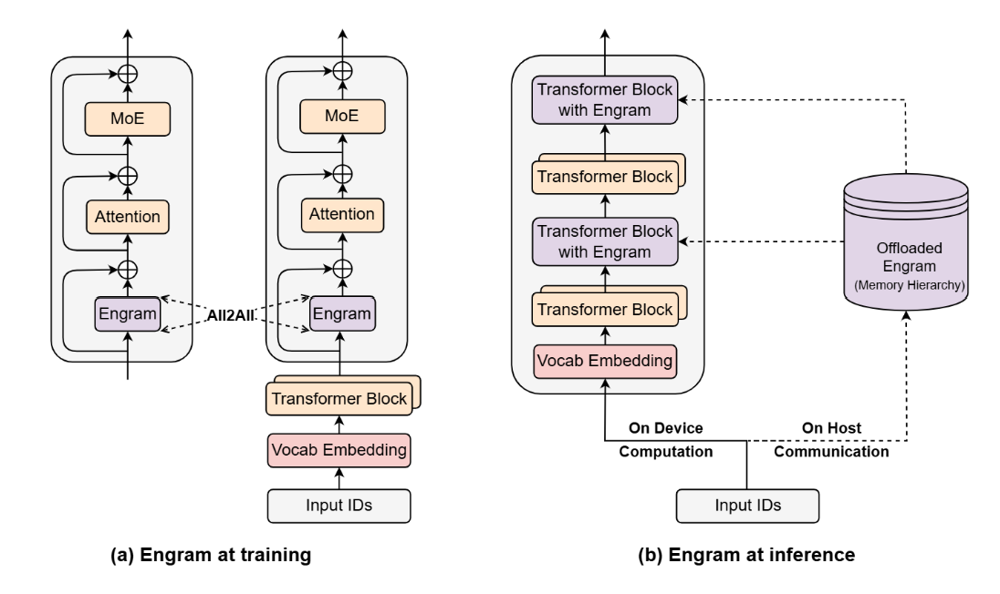 MoE
Attention
Engram
All2All
MoE
Attention
Engram
Transformer Block
Vocab Embedding
Input IDs
(a) Engram at training
Transformer Block
with Engram
Transformer Block
Transformer Block
with Engram
Transformer Block
Vocab Embedding
Offloaded
Engram
(Memory Hierarchy)
On Device
Computation
On Host
Communication
Input IDs
(b) Engram at inference